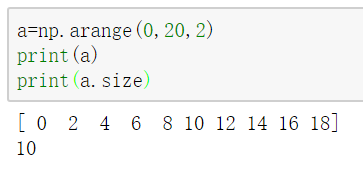 a=np.arange(0,20,2)
print(a)
print(a.size)
[ 0  2  4  6  8 10 12 14 16 18]
10